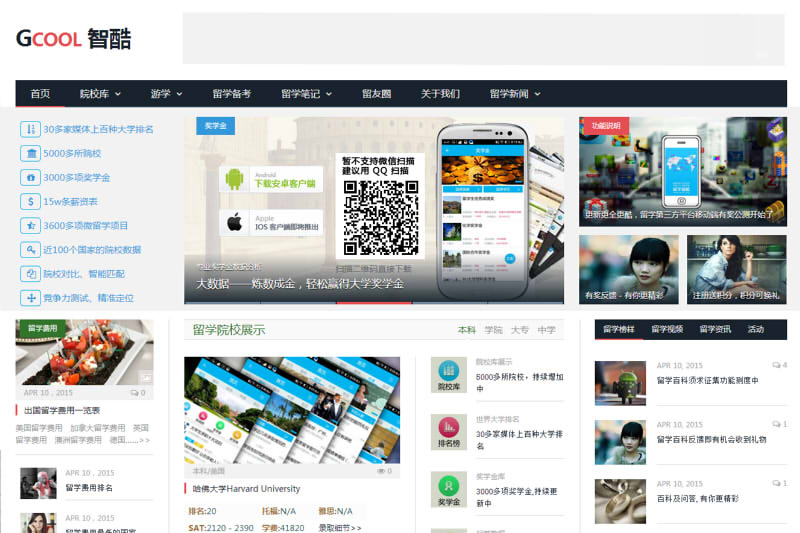 GCOOL 智酷
首页 院校库 游学 留学备考 留学笔记 留友圈 关于我们 留学新闻
30多家媒体上百种大学排名
5000多所院校
3000多项奖学金
15w条薪资表
3600多项微留学项目
近100个国家的院校数据
院校对比、智能匹配
竞争力测试、精准定位
奖学金
Android
下载安卓客户端
Apple
IOS 客户端即将推出
暂不支持微信扫描
建议用 QQ 扫描
扫描二维码直接下载
专业奖学金数据分析
大数据——炼数成金，轻松赢得大学奖学金
奖学金
功能说明
更新更全更酷，留学第三方平台移动端有奖公测开始了
有奖反馈 - 有你更精彩
注册送积分，积分可换礼
留学费用
APR 10, 2015 0
出国留学费用一览表
美国留学费用 加拿大留学费用 英国
留学费用 澳洲留学费用 德国......>>
APR 10, 2015
留学费用排名
APR 10, 2015
留学院校展示 本科 学院 大专 中学
本科/美国 0
哈佛大学Harvard University
排名:20 托福:N/A 雅思:N/A
SAT:2120 - 2390 学费:41820 录取细节>>
院校库
院校库展示
5000多所院校，持续增加
中
排名榜
世界大学排名
30多家媒体上百种大学排
名
奖学金
奖学金库
3000多项奖学金,持续更
新中
留学榜样 留学视频 留学资讯 活动
APR 10, 2015 4
留学百科须求征集功能测度中
APR 10, 2015 1
留学百科反馈即有机会收到礼物
APR 10, 2015 1
百科及问答, 有你更精彩